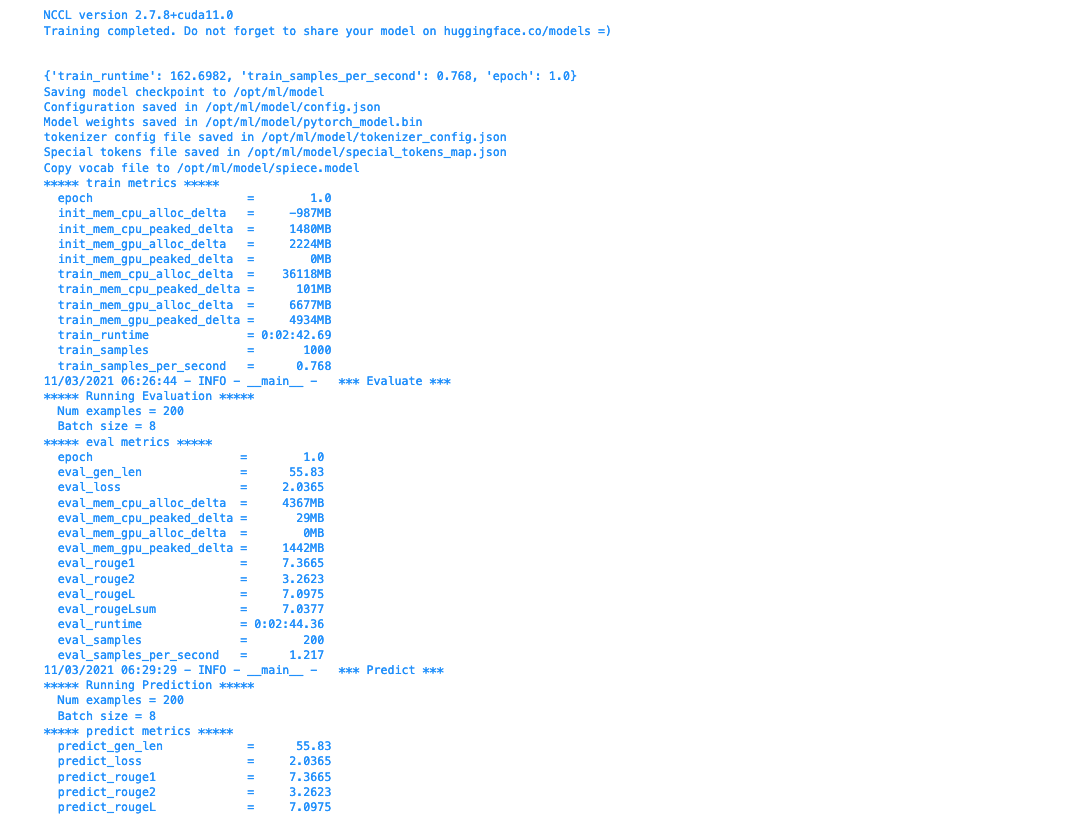 NCCL version 2.7.8+cuda11.0
Training completed. Do not forget to share your model on huggingface.co/models =)
{'train_runtime': 162.6982, 'train_samples_per_second': 0.768, 'epoch': 1.0}
Saving model checkpoint to /opt/ml/model
Configuration saved in /opt/ml/model/config.json
Model weights saved in /opt/ml/model/pytorch_model.bin
tokenizer config file saved in /opt/ml/model/tokenizer_config.json
Special tokens file saved in /opt/ml/model/special_tokens_map.json
Copy vocab file to /opt/ml/model/spiece.model
***** train metrics *****
  epoch                      =        1.0
  init_mem_cpu_alloc_delta   =     -987MB
  init_mem_cpu_peaked_delta  =     1480MB
  init_mem_gpu_alloc_delta   =     2224MB
  init_mem_gpu_peaked_delta  =        0MB
  train_mem_cpu_alloc_delta  =    36118MB
  train_mem_cpu_peaked_delta =      101MB
  train_mem_gpu_alloc_delta  =     6677MB
  train_mem_gpu_peaked_delta =     4934MB
  train_runtime              = 0:02:42.69
  train_samples              =       1000
  train_samples_per_second   =      0.768
11/03/2021 06:26:44 - INFO - __main__ -   *** Evaluate ***
***** Running Evaluation *****
  Num examples = 200
  Batch size = 8
***** eval metrics *****
  epoch                     =        1.0
  eval_gen_len              =      55.83
  eval_loss                 =     2.0365
  eval_mem_cpu_alloc_delta  =     4367MB
  eval_mem_cpu_peaked_delta =       29MB
  eval_mem_gpu_alloc_delta  =        0MB
  eval_mem_gpu_peaked_delta =     1442MB
  eval_rouge1               =     7.3665
  eval_rouge2               =     3.2623
  eval_rougeL               =     7.0975
  eval_rougeLsum            =     7.0377
  eval_runtime              = 0:02:44.36
  eval_samples              =        200
  eval_samples_per_second   =      1.217
11/03/2021 06:29:29 - INFO - __main__ -   *** Predict ***
***** Running Prediction *****
  Num examples = 200
  Batch size = 8
***** predict metrics *****
  predict_gen_len            =      55.83
  predict_loss               =     2.0365
  predict_rouge1             =     7.3665
  predict_rouge2             =     3.2623
  predict_rougeL             =     7.0975